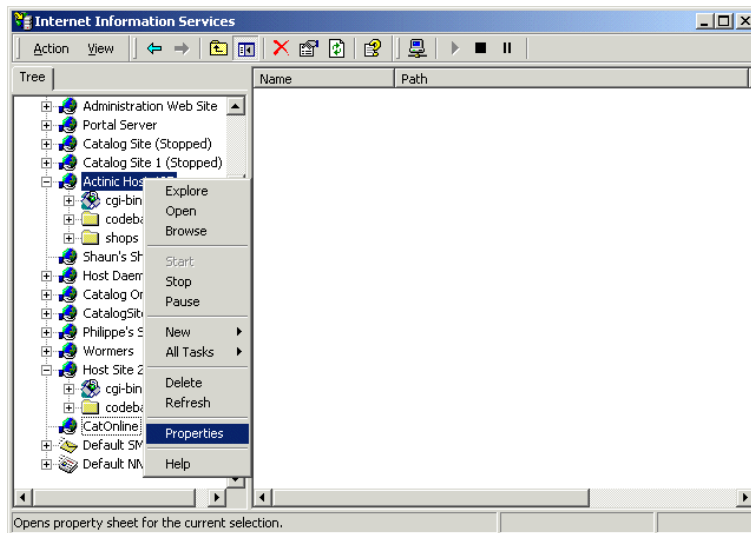 Internet Information Services
Action View
Tree
Name Path
Administration Web Site
Portal Server
Catalog Site (Stopped)
Catalog Site 1 (Stopped)
Actinic Hos
cgi-bin
codeba
shops
Shaun's Sh
Host Daem
Catalog Or
CatalogSit
Philippe's S
Wormers
Host Site 2
cgi-bin
codeba
CatOnline
Default SM
Default NN
Explore
Open
Browse
Start
Stop
Pause
New
All Tasks
Delete
Refresh
Properties
Help
Opens property sheet for the current selection.